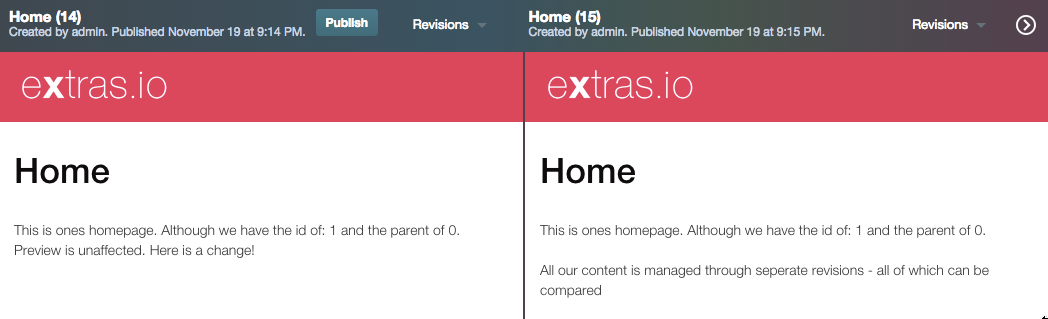 Home (14)
Created by admin. Published November 19 at 9:14 PM.
Publish
Revisions
extras.io
Home
This is ones homepage. Although we have the id of: 1 and the parent of 0.
Preview is unaffected. Here is a change!
Home (15)
Created by admin. Published November 19 at 9:15 PM.
Revisions
extras.io
Home
This is ones homepage. Although we have the id of: 1 and the parent of 0.
All our content is managed through seperate revisions - all of which can be
compared